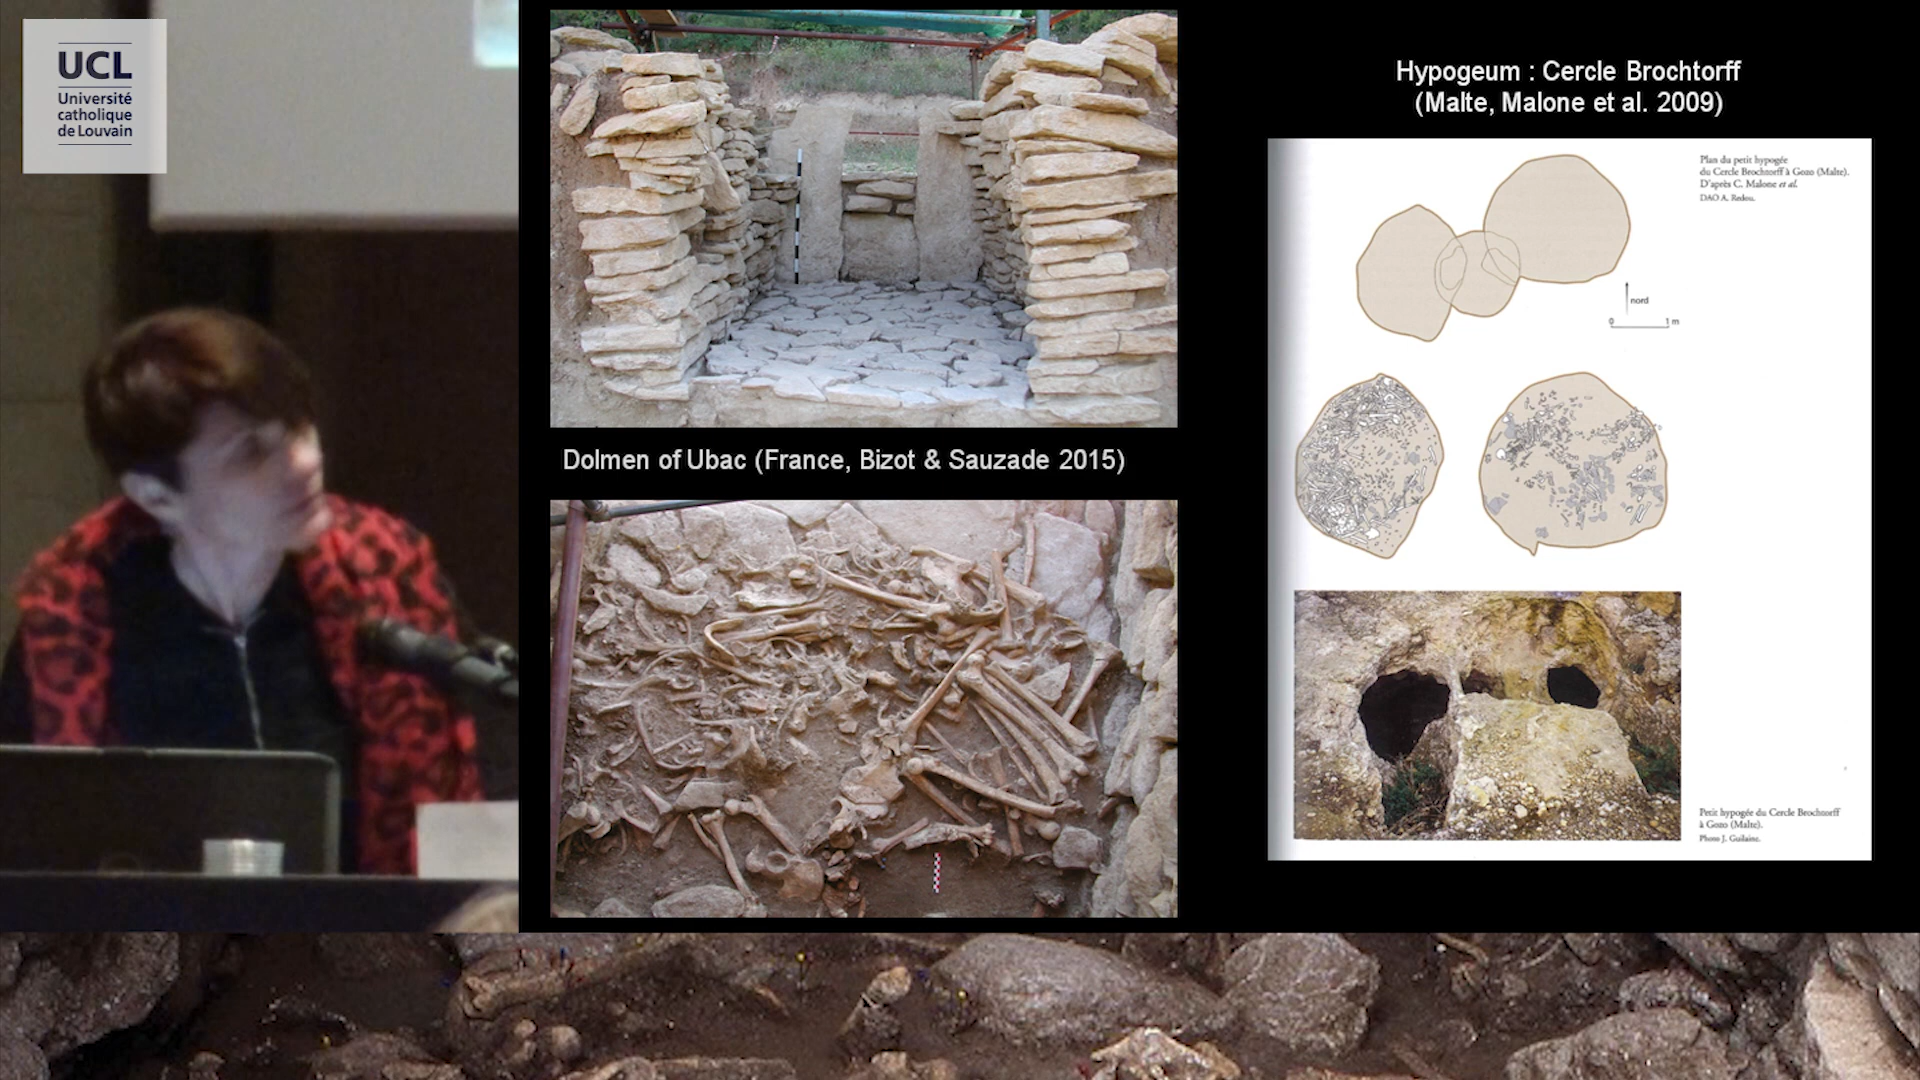 UCL
Université
catholique
de Louvain
Dolmen of Ubac (France, Bizot & Sauzade 2015)
Hypogeum : Cercle Brochtorff
(Malte, Malone et al. 2009)
Plan du petit hypogée
du Cercle Brochtorff à Gozo (Malte).
D'après C. Malone et al.
DAO A. Redou.
nord
0 1 m
Petit hypogée du Cercle Brochtorff
à Gozo (Malte).
Photo J. Guilaine.